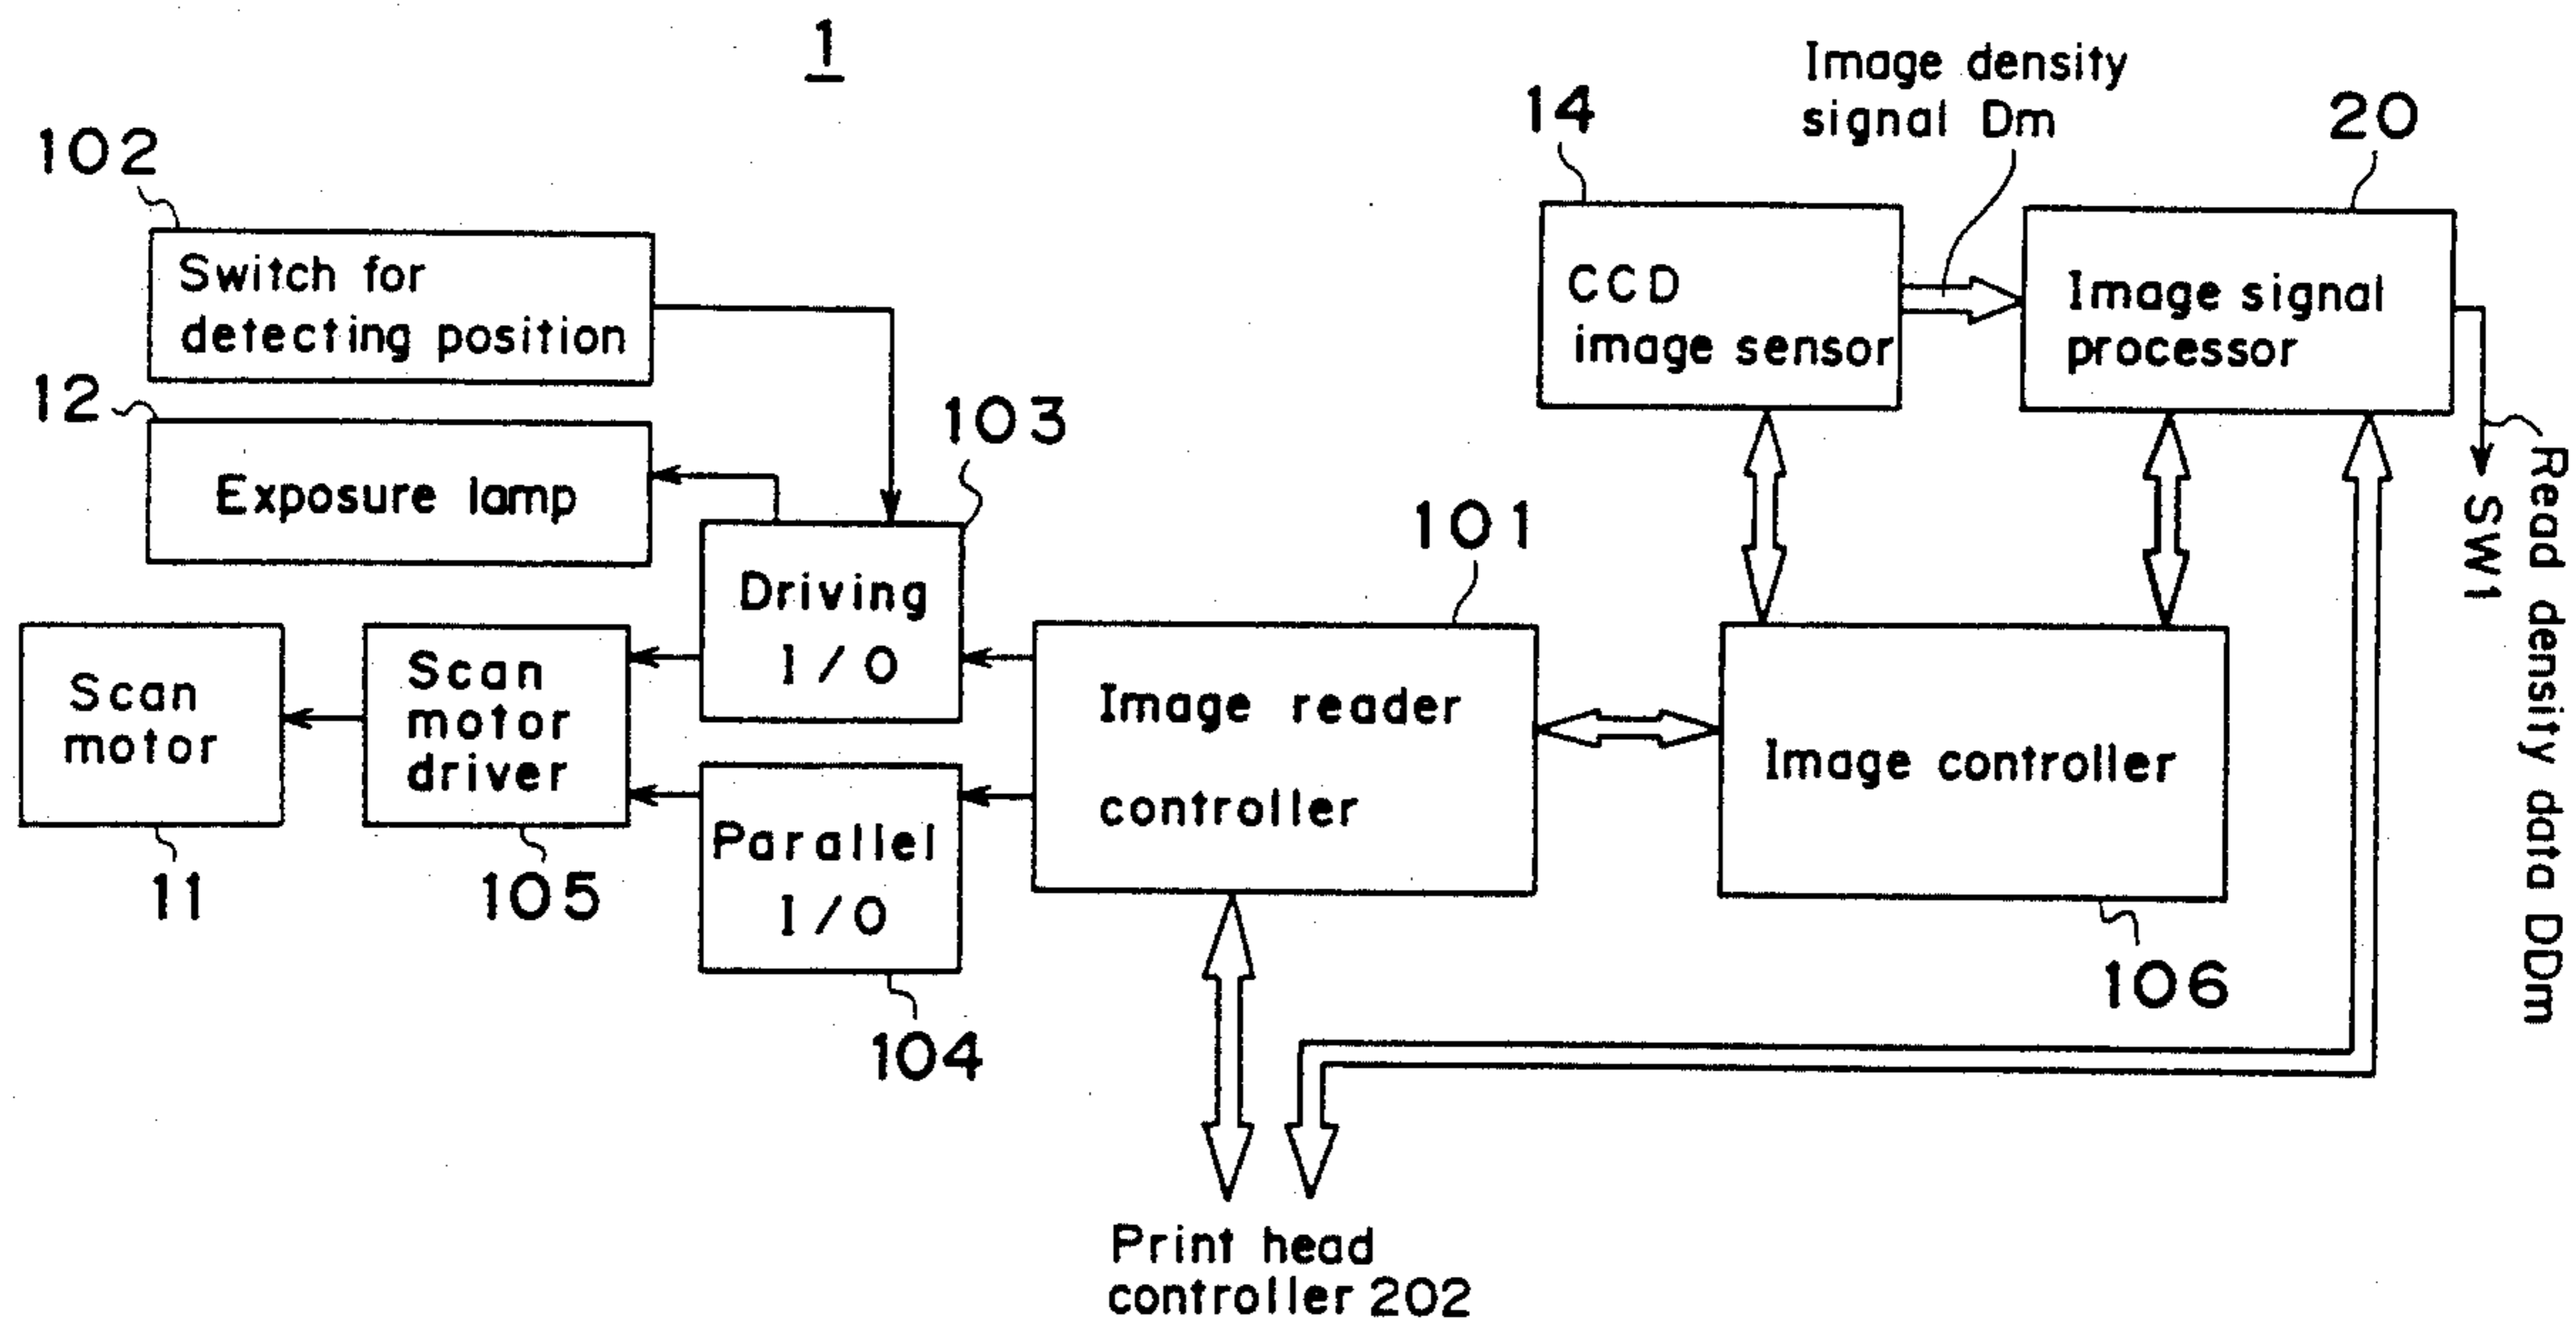 1
Image density
signal Dm
14
20
102
Switch for
detecting position
CCD
image sensor
Image signal
processor
12
Exposure lamp
103
101
SW1
Read density data DDm
Driving
I/O
Scan
motor
Scan
motor
driver
Image reader
controller
Image controller
Parallel
I/O
11
105
104
106
Print head
controller 202